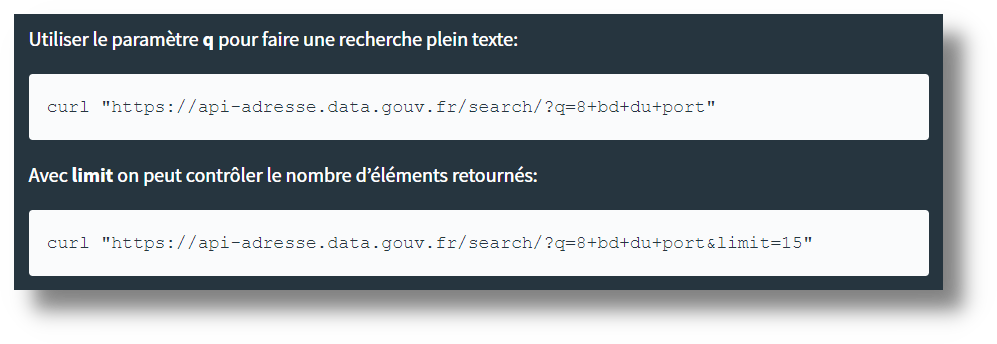 Utiliser le paramètre q pour faire une recherche plein texte:
curl "https://api-adresse.data.gouv.fr/search/?q=8+bd+du+port"
Avec limit on peut contrôler le nombre d’éléments retournés:
curl "https://api-adresse.data.gouv.fr/search/?q=8+bd+du+port&limit=15"